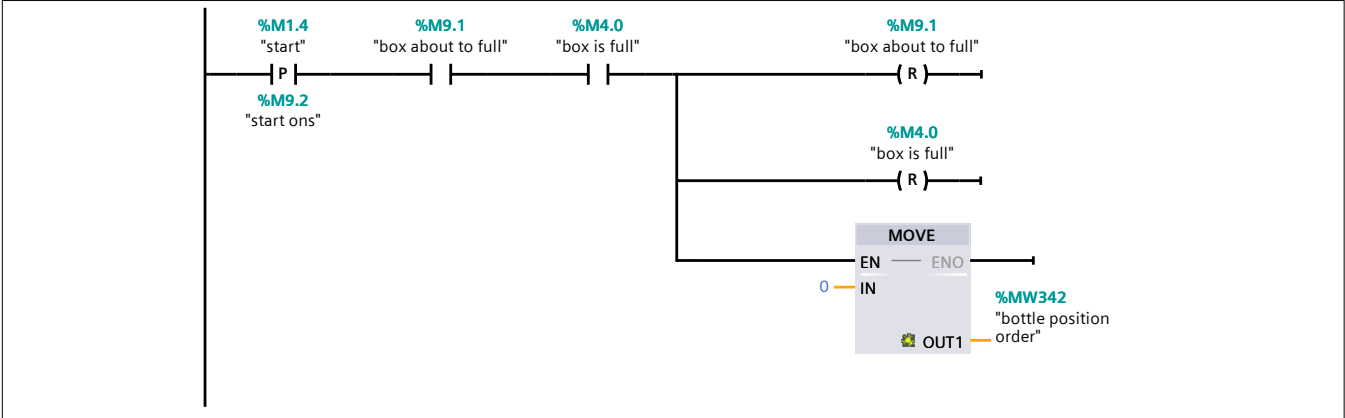 %M1.4
"start"
P
%M9.2
"start ons"
%M9.1
"box about to full"
%M4.0
"box is full"
%M9.1
"box about to full"
R
%M4.0
"box is full"
R
MOVE
EN ENO
0 IN
%MW342
"bottle position
order"
OUT1